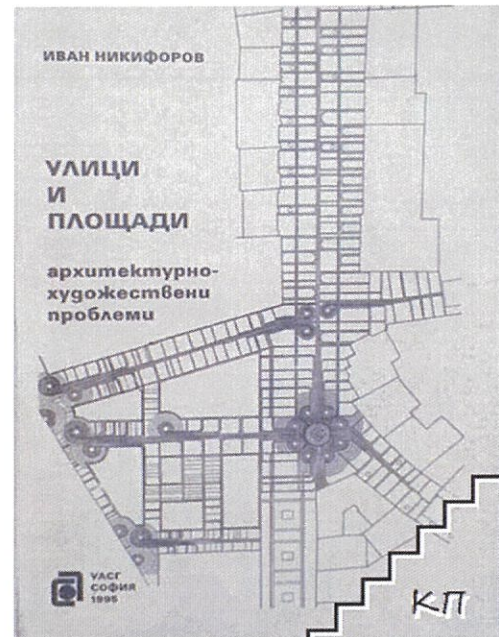 ИВАН НИКИФОРОВ
УЛИЦИ
И
ПЛОЩАДИ
архитектурно-
художествени
проблеми
УАСГ
СОФИЯ
1995
КП